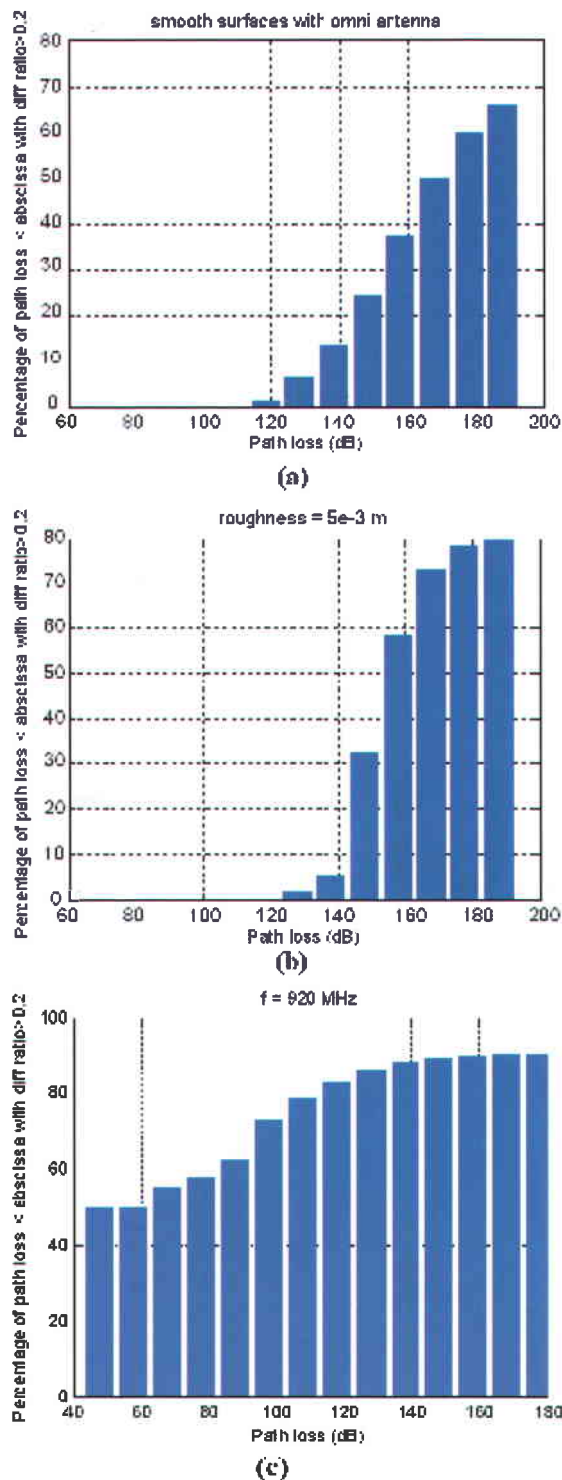 smooth surfaces with omni artenna
Percentage of path loss < abscissa with diff ratio>0.2
80
70
60
50
40
30
20
10
0
60 80 100 120 140 160 180 200
Path loss (dB)
(a)
roughness = 5e-3 m
Percentage of path loss < abscissa with diff ratio>0.2
80
70
60
50
40
30
20
10
0
60 80 100 120 140 160 180 200
Path loss (dB)
(b)
f = 920 MHz
Percentage of path loss < abscissa with diff ratio>0.2
100
80
60
40
20
0
40 60 80 100 120 140 160 180
Path loss (dB)
(c)